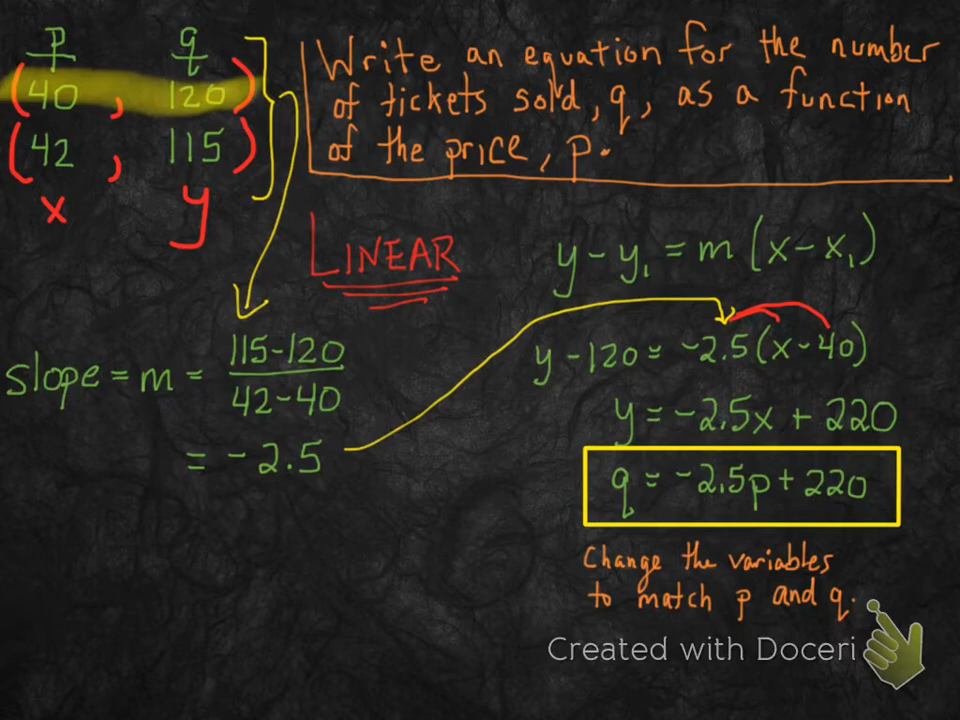 p q
(40, 120)
(42, 115)
x y
Write an equation for the number
of tickets sold, q, as a function
of the price, p.
LINEAR
slope = m = 115-120
42-40
= -2.5
y - y₁ = m (x - x₁)
y - 120 = -2.5(x - 40)
y = -2.5x + 220
q = -2.5p + 220
Change the variables
to match p and q.
Created with Doceri